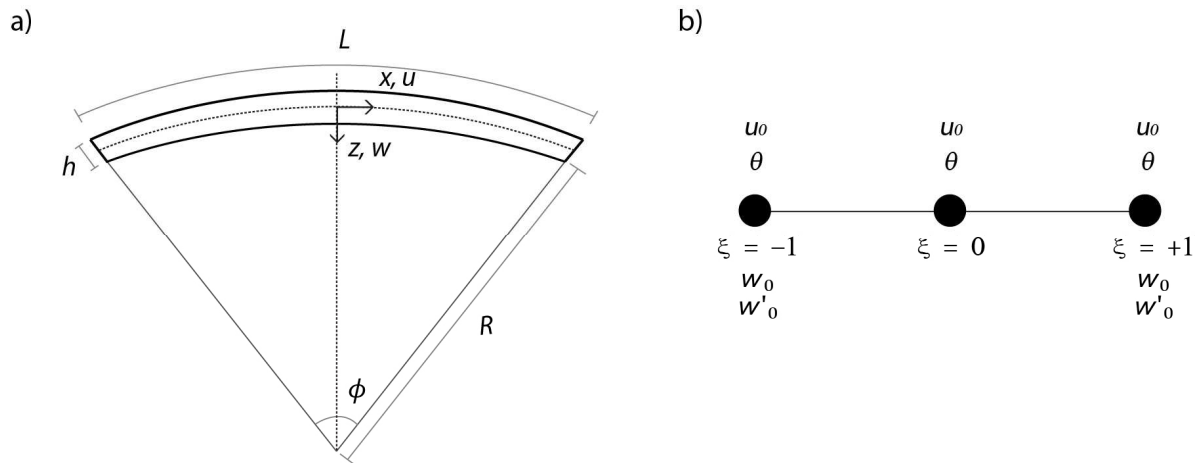 a)
L
x, u
z, w
h
R
ϕ
b)
u₀ u₀ u₀
θ θ θ
ξ = −1 ξ = 0 ξ = +1
w₀ w₀
w'₀ w'₀